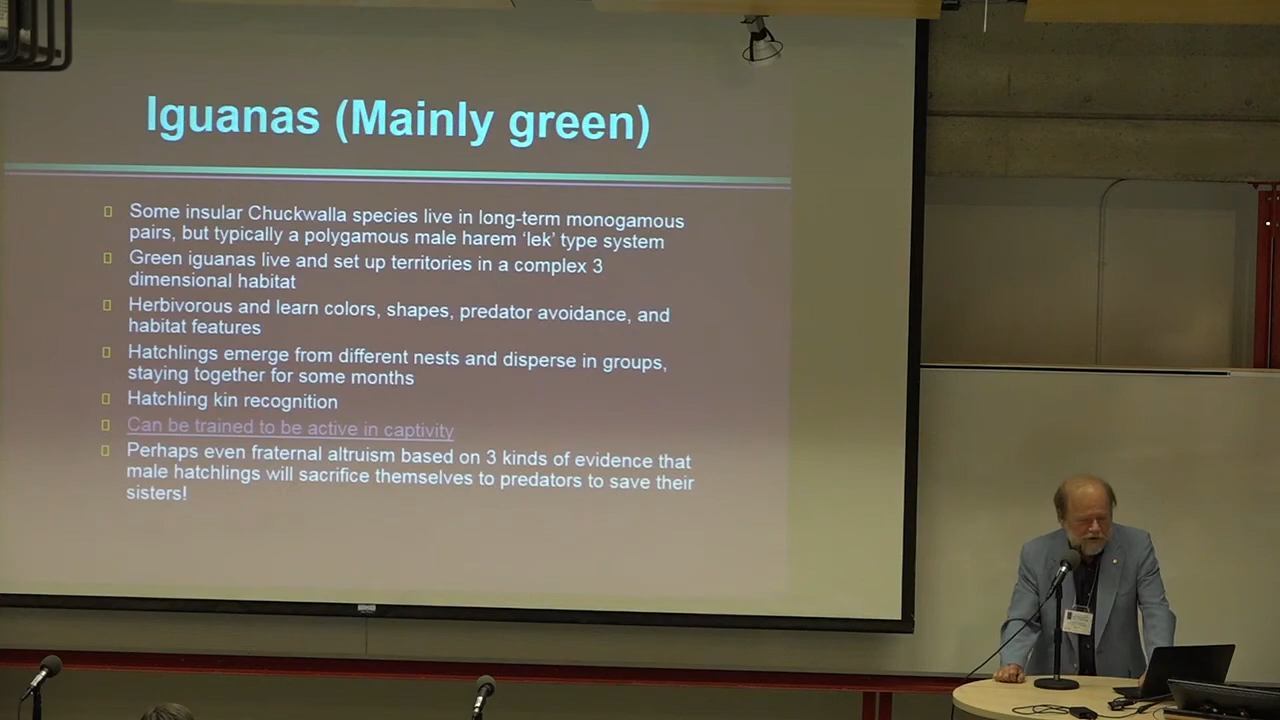 Iguanas (Mainly green)
Some insular Chuckwalla species live in long-term monogamous
pairs, but typically a polygamous male harem ‘lek’ type system
Green iguanas live and set up territories in a complex 3
dimensional habitat
Herbivorous and learn colors, shapes, predator avoidance, and
habitat features
Hatchlings emerge from different nests and disperse in groups,
staying together for some months
Hatchling kin recognition
Can be trained to be active in captivity
Perhaps even fraternal altruism based on 3 kinds of evidence that
male hatchlings will sacrifice themselves to predators to save their
sisters!